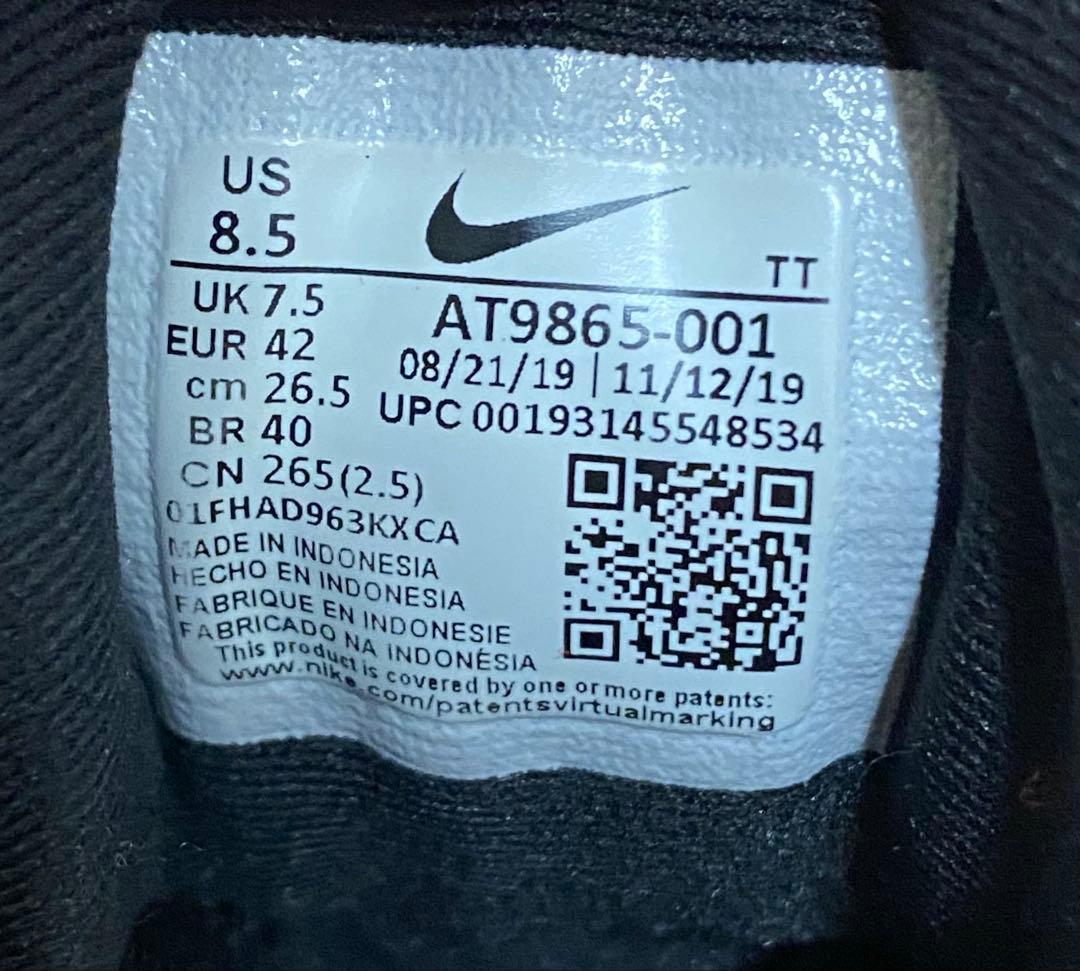 US
8.5
TT
UK 7.5
AT9865-001
EUR 42
08/21/19 | 11/12/19
cm 26.5
UPC 00193145548534
BR 40
CN 265(2.5)
01FHAD963KXCA
MADE IN INDONESIA
HECHO EN INDONESIA
FABRIQUE EN INDONESIE
FABRICADO NA INDONÉSIA
This product is covered by one or more patents:
www.nike.com/patentsvirtualmarking